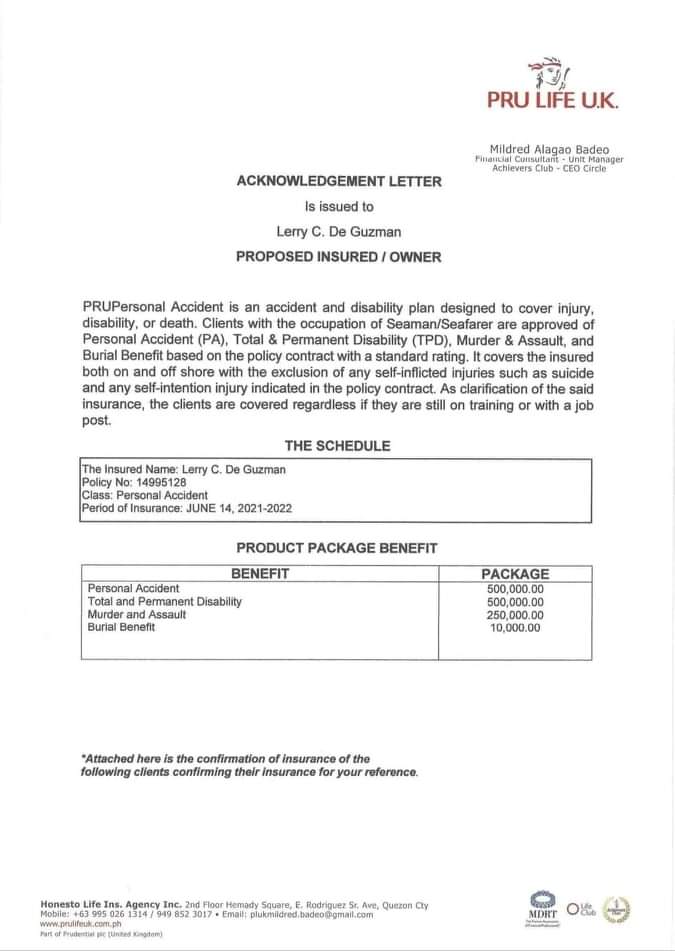 PRU LIFE U.K.
Mildred Alagao Badeo
Financial Consultant - Unit Manager
Achievers Club - CEO Circle
ACKNOWLEDGEMENT LETTER
Is issued to
Lerry C. De Guzman
PROPOSED INSURED / OWNER
PRUPersonal Accident is an accident and disability plan designed to cover injury,
disability, or death. Clients with the occupation of Seaman/Seafarer are approved of
Personal Accident (PA), Total & Permanent Disability (TPD), Murder & Assault, and
Burial Benefit based on the policy contract with a standard rating. It covers the insured
both on and off shore with the exclusion of any self-inflicted injuries such as suicide
and any self-intention injury indicated in the policy contract. As clarification of the said
insurance, the clients are covered regardless if they are still on training or with a job
post.
THE SCHEDULE
The Insured Name: Lerry C. De Guzman
Policy No: 14995128
Class: Personal Accident
Period of Insurance: JUNE 14, 2021-2022
PRODUCT PACKAGE BENEFIT
BENEFIT PACKAGE
Personal Accident 500,000.00
Total and Permanent Disability 500,000.00
Murder and Assault 250,000.00
Burial Benefit 10,000.00
*Attached here is the confirmation of insurance of the
following clients confirming their insurance for your reference.
Honesto Life Ins. Agency Inc. 2nd Floor Hemady Square, E. Rodriguez Sr. Ave, Quezon Cty
Mobile: +63 995 026 1314 / 949 852 3017 • Email: plukmildred.badeo@gmail.com
www.prulifeuk.com.ph
Part of Prudential plc (United Kingdom)
MDRT
Life
Club